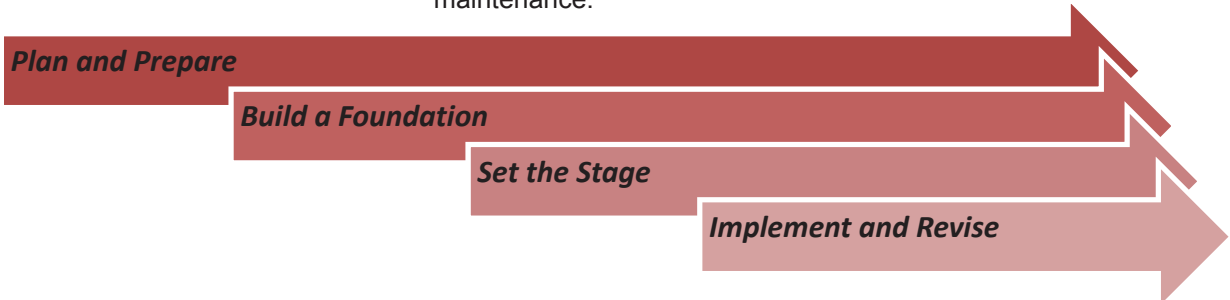 maintenance.
Plan and Prepare
Build a Foundation
Set the Stage
Implement and Revise